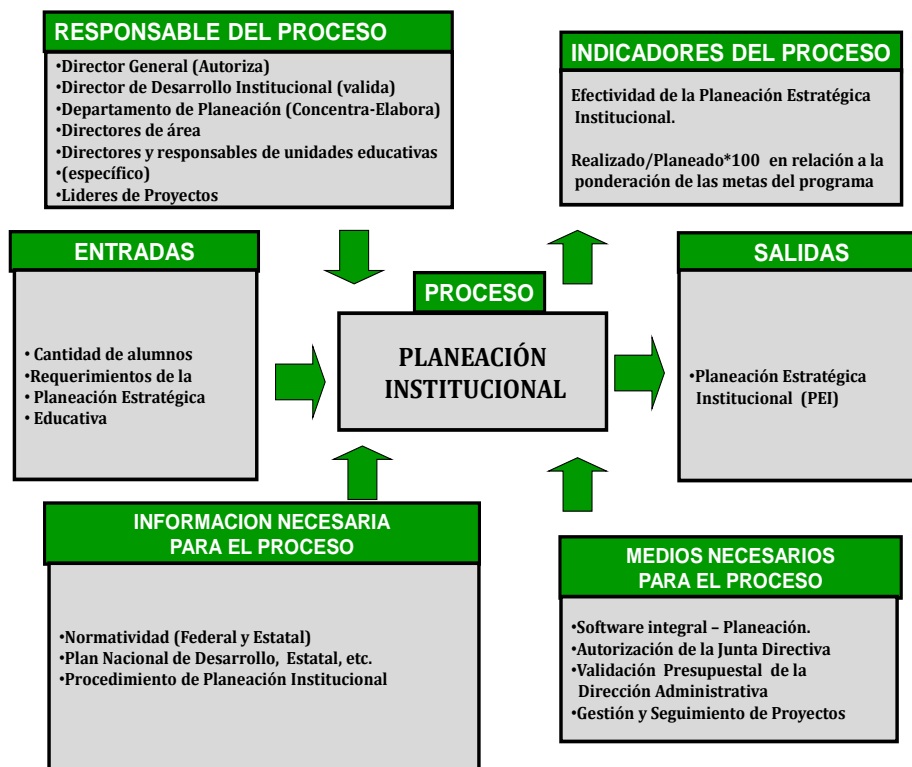 RESPONSABLE DEL PROCESO
•Director General (Autoriza)
•Director de Desarrollo Institucional (valida)
•Departamento de Planeación (Concentra-Elabora)
•Directores de área
•Directores y responsables de unidades educativas
•(específico)
•Lideres de Proyectos
INDICADORES DEL PROCESO
Efectividad de la Planeación Estratégica
Institucional.
Realizado/Planeado*100 en relación a la
ponderación de las metas del programa
ENTRADAS
• Cantidad de alumnos
•Requerimientos de la
• Planeación Estratégica
• Educativa
PROCESO
PLANEACIÓN
INSTITUCIONAL
SALIDAS
•Planeación Estratégica
Institucional (PEI)
INFORMACION NECESARIA
PARA EL PROCESO
•Normatividad (Federal y Estatal)
•Plan Nacional de Desarrollo, Estatal, etc.
•Procedimiento de Planeación Institucional
MEDIOS NECESARIOS
PARA EL PROCESO
•Software integral – Planeación.
•Autorización de la Junta Directiva
•Validación Presupuestal de la
Dirección Administrativa
•Gestión y Seguimiento de Proyectos